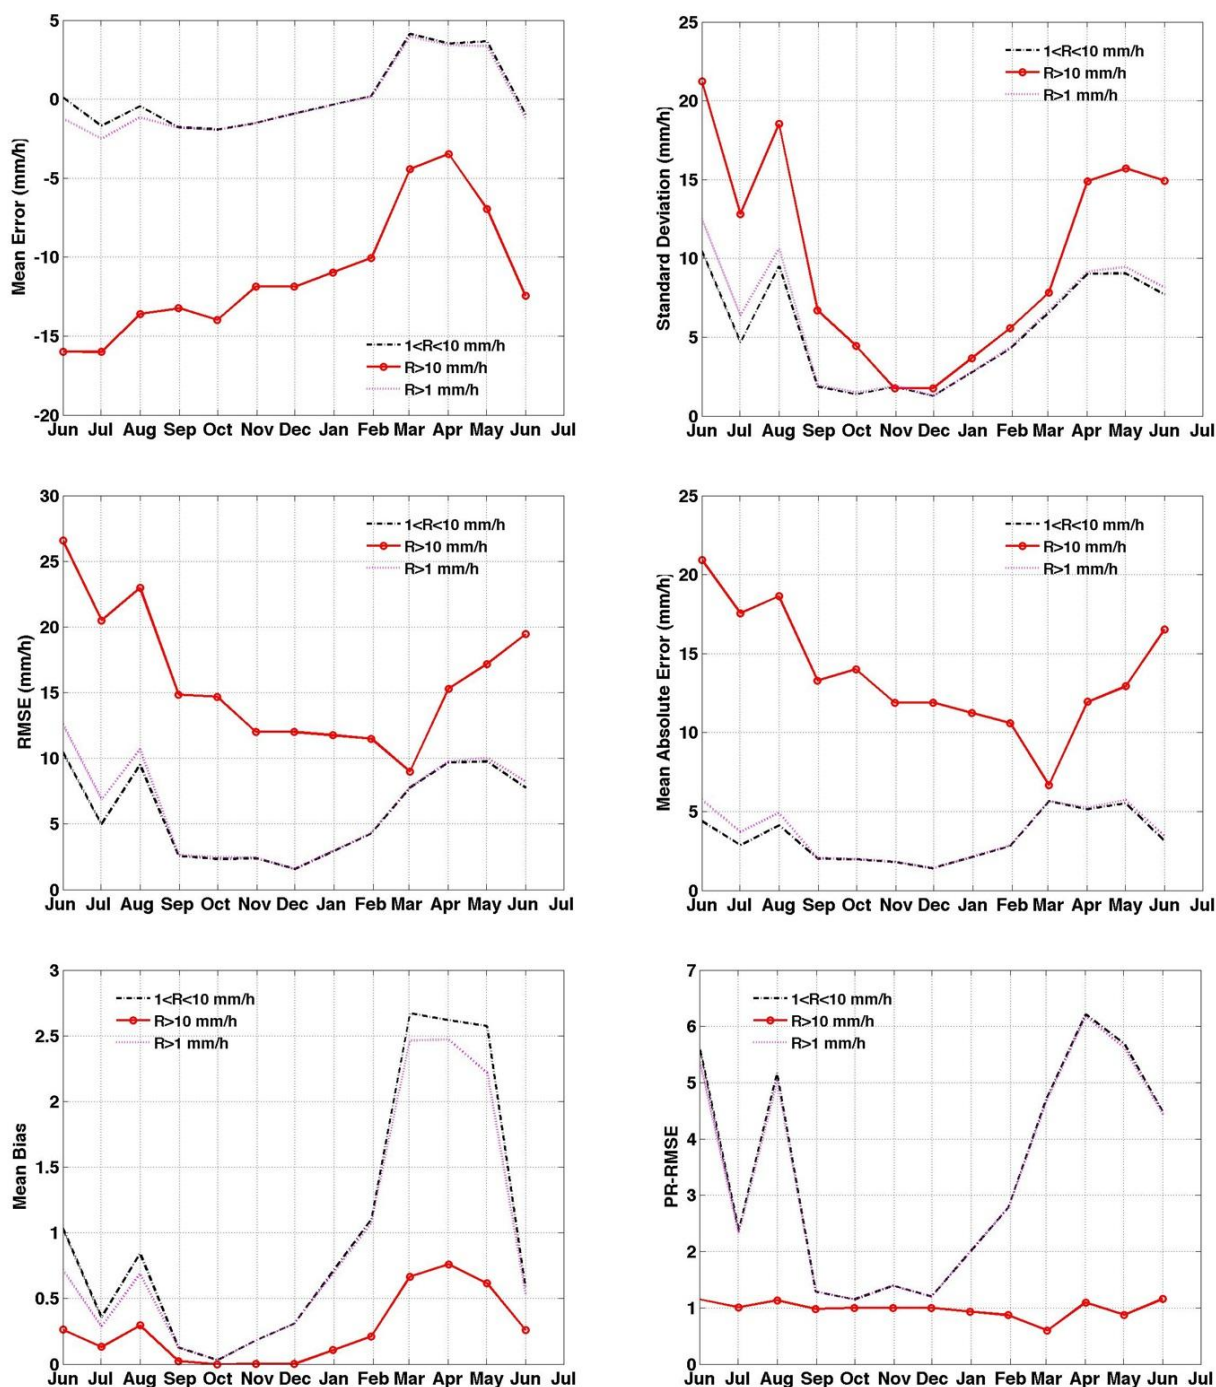 5
0
-5
-10
-15
-20
Mean Error (mm/h)
1<R<10 mm/h
R>10 mm/h
R>1 mm/h
Jun Jul Aug Sep Oct Nov Dec Jan Feb Mar Apr May Jun Jul
25
20
15
10
5
0
Standard Deviation (mm/h)
1<R<10 mm/h
R>10 mm/h
R>1 mm/h
Jun Jul Aug Sep Oct Nov Dec Jan Feb Mar Apr May Jun Jul
30
25
20
15
10
5
0
RMSE (mm/h)
1<R<10 mm/h
R>10 mm/h
R>1 mm/h
Jun Jul Aug Sep Oct Nov Dec Jan Feb Mar Apr May Jun Jul
25
20
15
10
5
0
Mean Absolute Error (mm/h)
1<R<10 mm/h
R>10 mm/h
R>1 mm/h
Jun Jul Aug Sep Oct Nov Dec Jan Feb Mar Apr May Jun Jul
3
2.5
2
1.5
1
0.5
0
Mean Bias
1<R<10 mm/h
R>10 mm/h
R>1 mm/h
Jun Jul Aug Sep Oct Nov Dec Jan Feb Mar Apr May Jun Jul
7
6
5
4
3
2
1
0
PR-RMSE
1<R<10 mm/h
R>10 mm/h
R>1 mm/h
Jun Jul Aug Sep Oct Nov Dec Jan Feb Mar Apr May Jun Jul